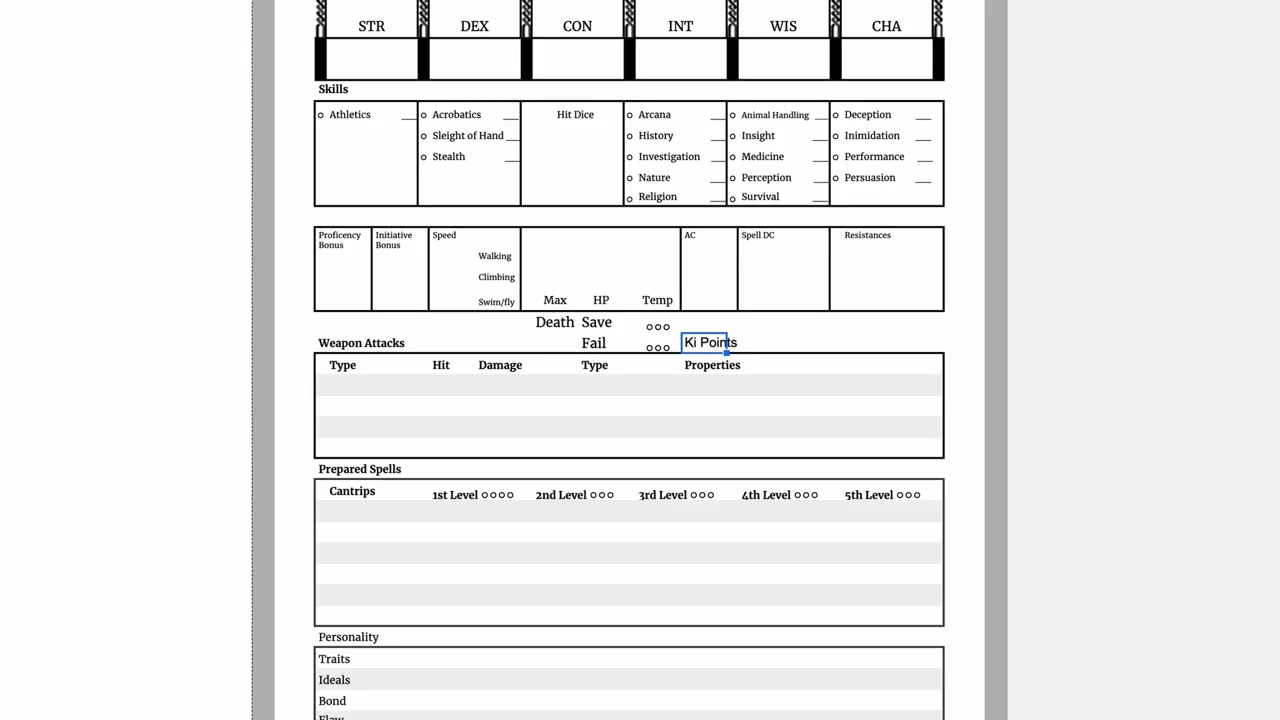 STR DEX CON INT WIS CHA
Skills
Athletics Acrobatics Hit Dice Arcana Animal Handling Deception
Sleight of Hand History Insight Inimidation
Stealth Investigation Medicine Performance
Nature Perception Persuasion
Religion Survival
Proficency Initiative Speed AC Spell DC Resistances
Bonus Bonus
Walking
Climbing
Swim/fly Max HP Temp
Death Save
Weapon Attacks Fail Ki Points
Type Hit Damage Type Properties
Prepared Spells
Cantrips 1st Level 2nd Level 3rd Level 4th Level 5th Level
Personality
Traits
Ideals
Bond
Flaw